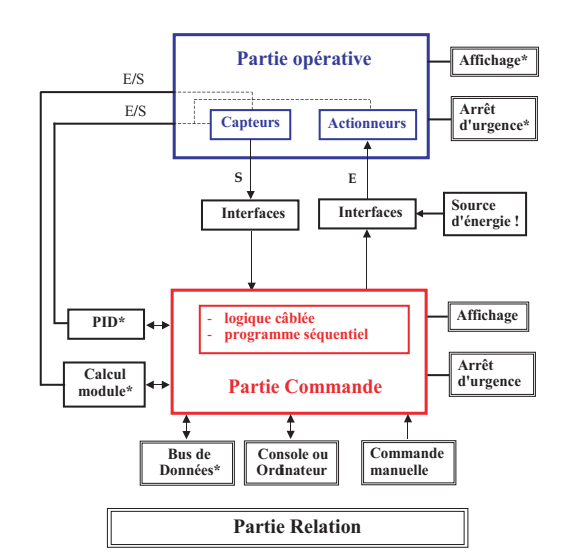 Partie opérative
Affichage*
E/S
E/S
Capteurs
Actionneurs
Arrêt
d'urgence*
S
E
Interfaces
Interfaces
Source
d'énergie !
- logique câblée
- programme séquentiel
PID*
Affichage
Calcul
module*
Partie Commande
Arrêt
d'urgence
Bus de
Données*
Console ou
Ordinateur
Commande
manuelle
Partie Relation